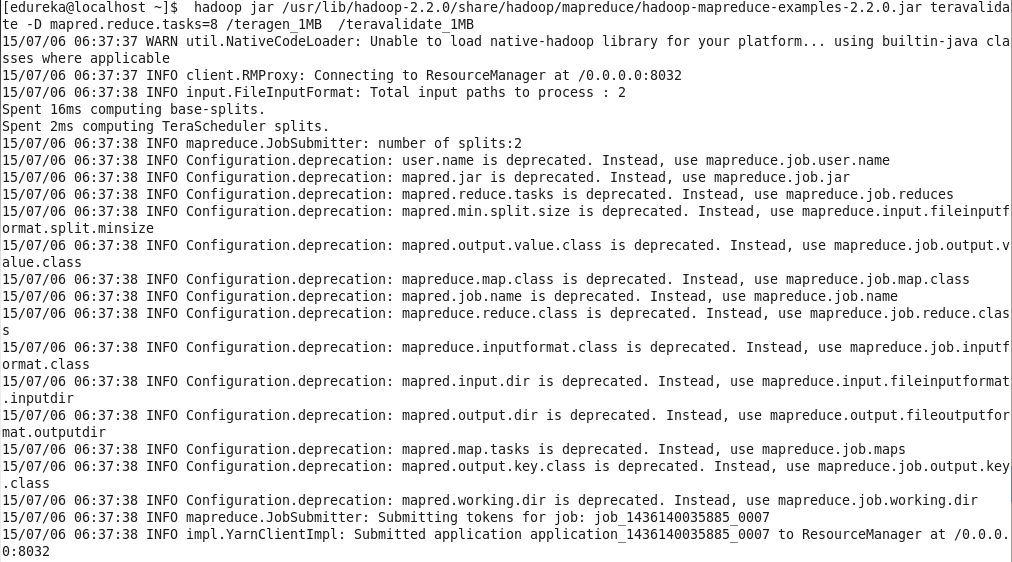 [edureka@localhost ~]$  hadoop jar /usr/lib/hadoop-2.2.0/share/hadoop/mapreduce/hadoop-mapreduce-examples-2.2.0.jar teravalida
te -D mapred.reduce.tasks=8 /teragen_1MB  /teravalidate_1MB
15/07/06 06:37:37 WARN util.NativeCodeLoader: Unable to load native-hadoop library for your platform... using builtin-java cla
sses where applicable
15/07/06 06:37:37 INFO client.RMProxy: Connecting to ResourceManager at /0.0.0.0:8032
15/07/06 06:37:38 INFO input.FileInputFormat: Total input paths to process : 2
Spent 16ms computing base-splits.
Spent 2ms computing TeraScheduler splits.
15/07/06 06:37:38 INFO mapreduce.JobSubmitter: number of splits:2
15/07/06 06:37:38 INFO Configuration.deprecation: user.name is deprecated. Instead, use mapreduce.job.user.name
15/07/06 06:37:38 INFO Configuration.deprecation: mapred.jar is deprecated. Instead, use mapreduce.job.jar
15/07/06 06:37:38 INFO Configuration.deprecation: mapred.reduce.tasks is deprecated. Instead, use mapreduce.job.reduces
15/07/06 06:37:38 INFO Configuration.deprecation: mapred.min.split.size is deprecated. Instead, use mapreduce.input.fileinputf
ormat.split.minsize
15/07/06 06:37:38 INFO Configuration.deprecation: mapred.output.value.class is deprecated. Instead, use mapreduce.job.output.v
alue.class
15/07/06 06:37:38 INFO Configuration.deprecation: mapreduce.map.class is deprecated. Instead, use mapreduce.job.map.class
15/07/06 06:37:38 INFO Configuration.deprecation: mapred.job.name is deprecated. Instead, use mapreduce.job.name
15/07/06 06:37:38 INFO Configuration.deprecation: mapreduce.reduce.class is deprecated. Instead, use mapreduce.job.reduce.clas
s
15/07/06 06:37:38 INFO Configuration.deprecation: mapreduce.inputformat.class is deprecated. Instead, use mapreduce.job.inputf
ormat.class
15/07/06 06:37:38 INFO Configuration.deprecation: mapred.input.dir is deprecated. Instead, use mapreduce.input.fileinputformat
.inputdir
15/07/06 06:37:38 INFO Configuration.deprecation: mapred.output.dir is deprecated. Instead, use mapreduce.output.fileoutputfor
mat.outputdir
15/07/06 06:37:38 INFO Configuration.deprecation: mapred.map.tasks is deprecated. Instead, use mapreduce.job.maps
15/07/06 06:37:38 INFO Configuration.deprecation: mapred.output.key.class is deprecated. Instead, use mapreduce.job.output.key
.class
15/07/06 06:37:38 INFO Configuration.deprecation: mapred.working.dir is deprecated. Instead, use mapreduce.job.working.dir
15/07/06 06:37:38 INFO mapreduce.JobSubmitter: Submitting tokens for job: job_1436140035885_0007
15/07/06 06:37:38 INFO impl.YarnClientImpl: Submitted application application_1436140035885_0007 to ResourceManager at /0.0.0.
0:8032